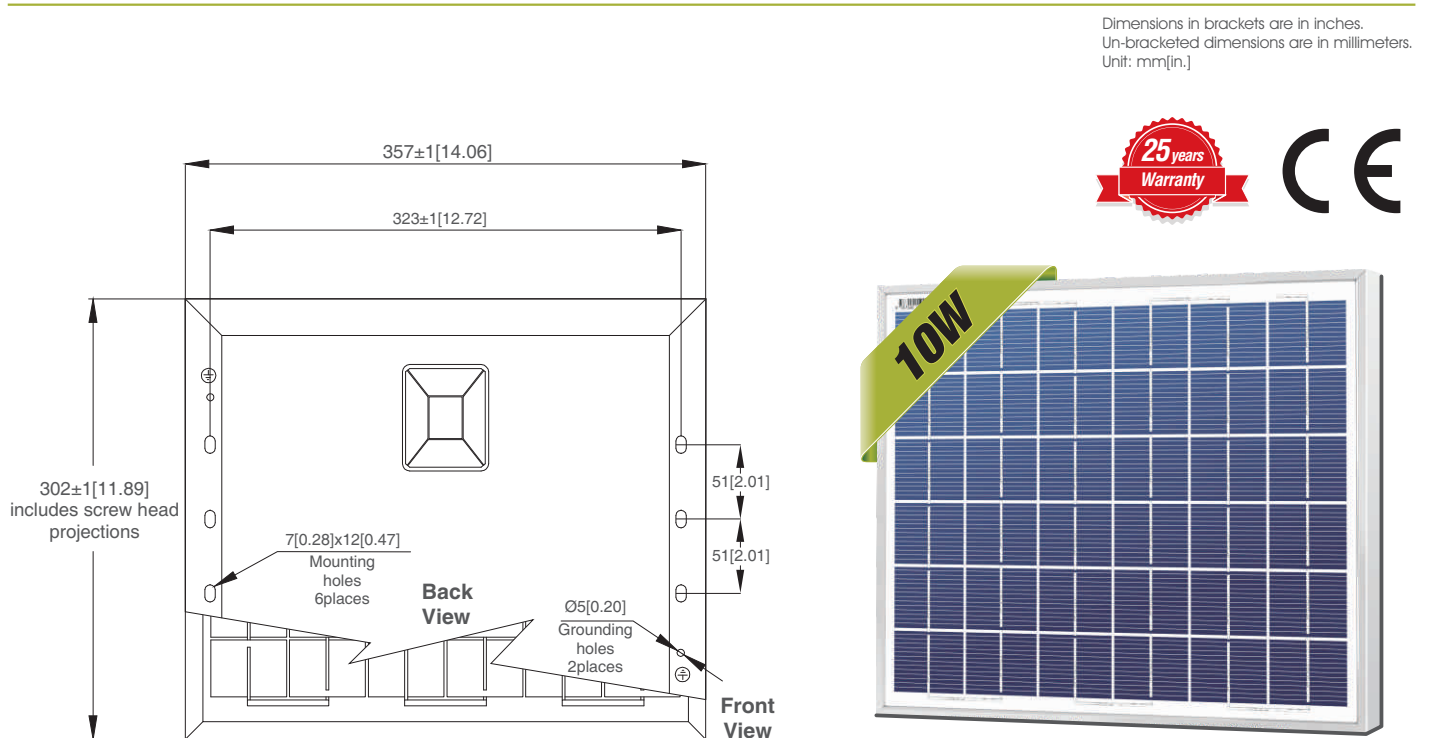 Dimensions in brackets are in inches.
Un-bracketed dimensions are in millimeters.
Unit: mm[in.]
25 years
Warranty
CE
357±1[14.06]
323±1[12.72]
302±1[11.89]
includes screw head
projections
51[2.01]
51[2.01]
7[0.28]x12[0.47]
Mounting
holes
6places
Back
View
Ø5[0.20]
Grounding
holes
2places
Front
View
10W